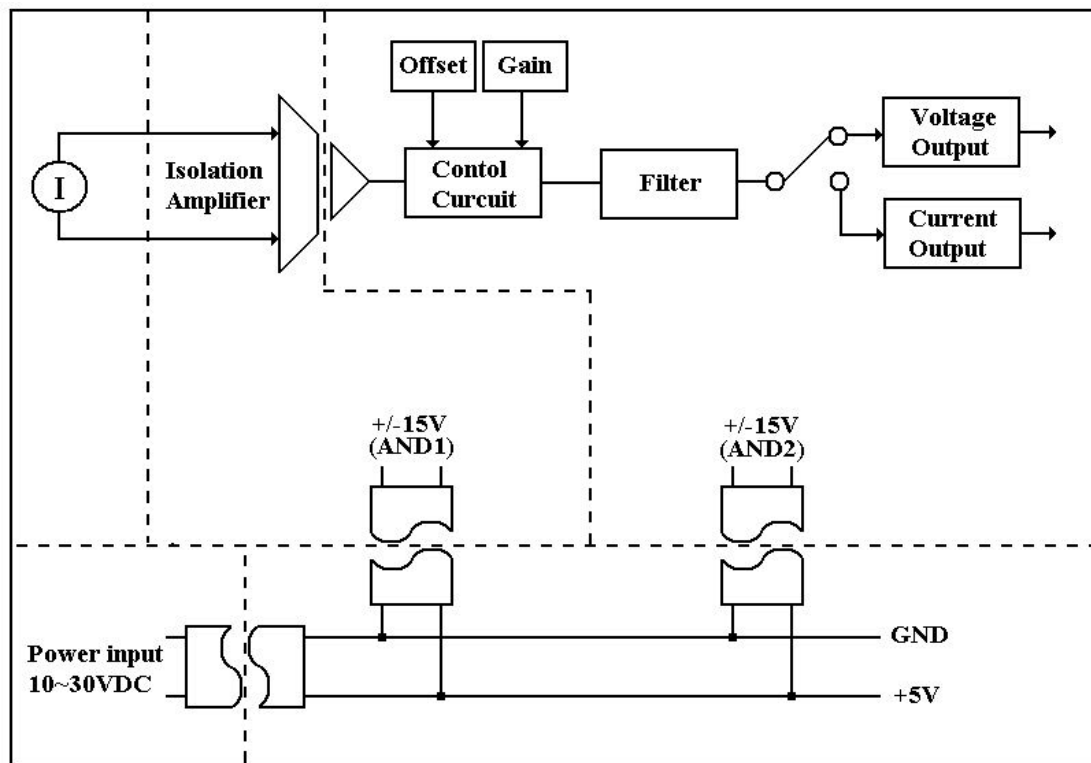 Offset
Gain
Voltage
Output
Isolation
Amplifier
I
Contol
Curcuit
Filter
Current
Output
+/-15V
(AND1)
+/-15V
(AND2)
Power input
10~30VDC
GND
+5V